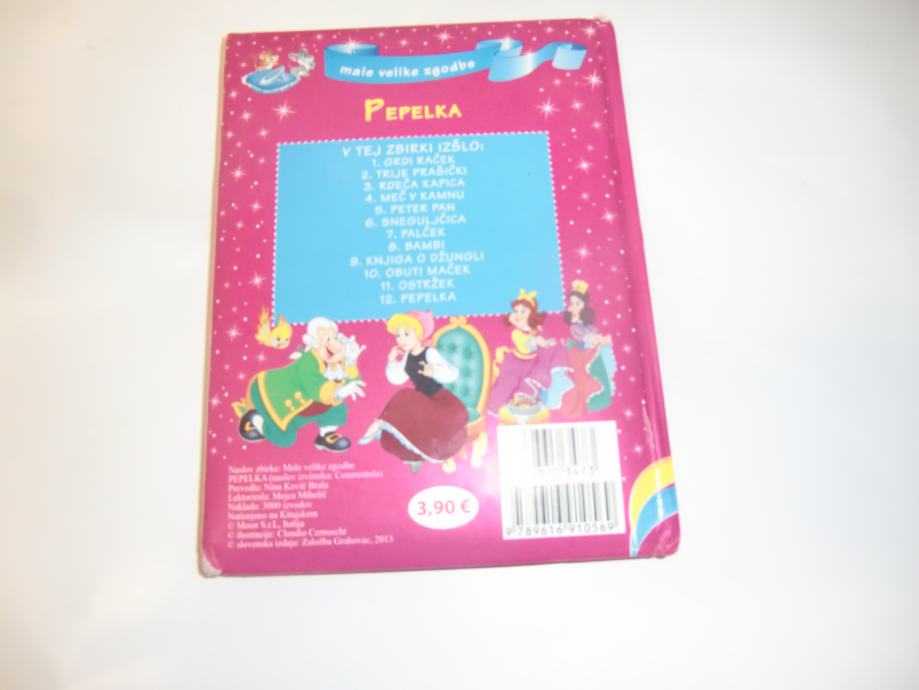 male velike zgodbe
PEPELKA
V TEJ ZBIRKI IZŠLO:
1. GRDI RAČEK
2. TRIJE PRAŠIČKI
3. RDEČA KAPICA
4. MEČ V KAMNU
5. PETER PAN
6. SNEGULJČICA
7. PALČEK
8. BAMBI
9. KNJIGA O DŽUNGLI
10. OBUTI MAČEK
11. OSTRŽEK
12. PEPELKA
Naslov zbirke: Male velike zgodbe
PEPELKA (naslov izvirnika: Cenerentola)
Prevedla: Nina Kovič Brala
Lektorirala: Mojca Mihelič
Naklada: 3000 izvodov
Natisnjeno na Kitajskem
© Moon S.r.L, Italija
© ilustracije: Claudio Cernuschi
© slovenska izdaja: Založba Grahovac, 2013
3,90 €
9 789616 910569